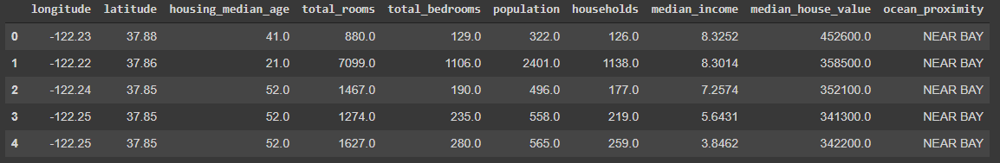 longitude latitude housing_median_age total_rooms total_bedrooms population households median_income median_house_value ocean_proximity
0 -122.23 37.88 41.0 880.0 129.0 322.0 126.0 8.3252 452600.0 NEAR BAY
1 -122.22 37.86 21.0 7099.0 1106.0 2401.0 1138.0 8.3014 358500.0 NEAR BAY
2 -122.24 37.85 52.0 1467.0 190.0 496.0 177.0 7.2574 352100.0 NEAR BAY
3 -122.25 37.85 52.0 1274.0 235.0 558.0 219.0 5.6431 341300.0 NEAR BAY
4 -122.25 37.85 52.0 1627.0 280.0 565.0 259.0 3.8462 342200.0 NEAR BAY